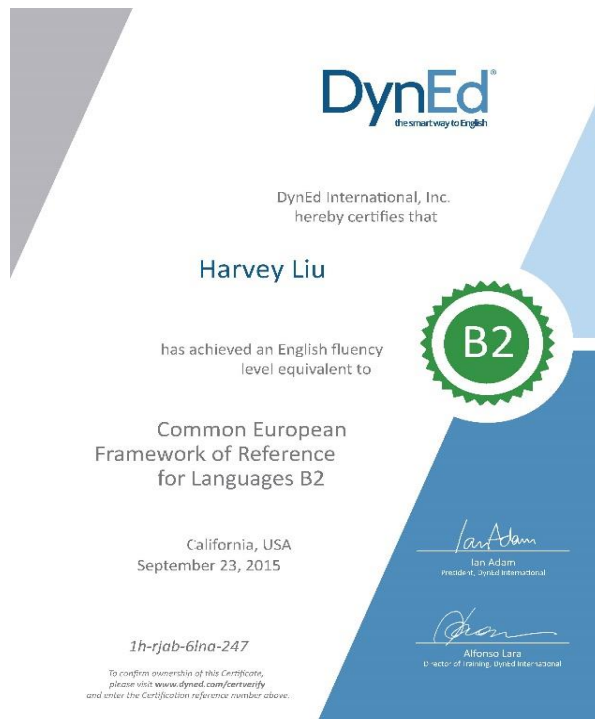 DynEd®
the smart way to English
DynEd International, Inc.
hereby certifies that
Harvey Liu
has achieved an English fluency
level equivalent to
B2
Common European
Framework of Reference
for Languages B2
California, USA
September 23, 2015
Ian Adam
Ian Adam
President, DynEd International
Alfonso Lara
Director of Training, DynEd International
1h-rjab-6ina-247
To confirm ownership of this Certificate,
please visit www.dyned.com/certverify
and enter the Certification reference number above.